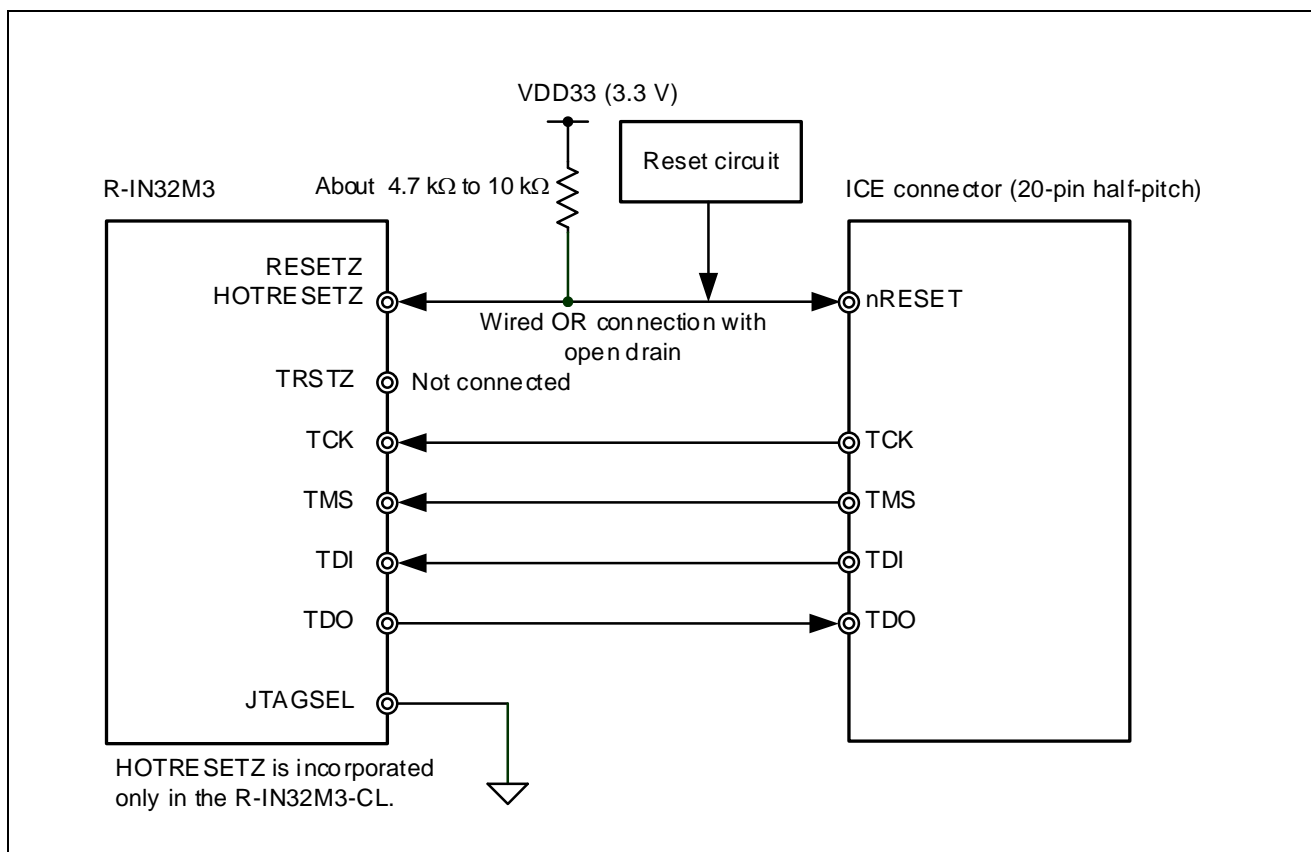 VDD33 (3.3 V)
Reset circuit
R-IN32M3
About 4.7 kΩ to 10 kΩ
ICE connector (20-pin half-pitch)
RESETZ
HOTRESETZ
nRESET
Wired OR connection with
open drain
TRSTZ
Not connected
TCK
TCK
TMS
TMS
TDI
TDI
TDO
TDO
JTAGSEL
HOTRESETZ is incorporated
only in the R-IN32M3-CL.